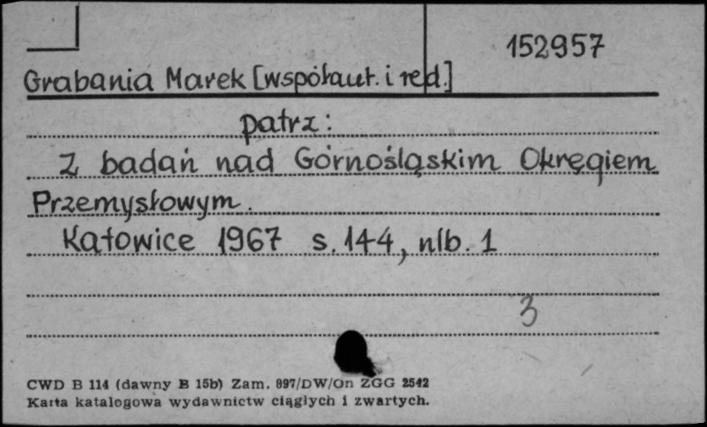 152957
Grabania Marek [współaut. i red.]
patrz:
Z badań nad Górnośląskim Okręgiem
Przemysłowym.
Katowice 1967 s. 144, nlb. 1
3
CWD B 114 (dawny B 15b) Zam. 897/DW/On ZGG 2542
Karta katalogowa wydawnictw ciągłych i zwartych.